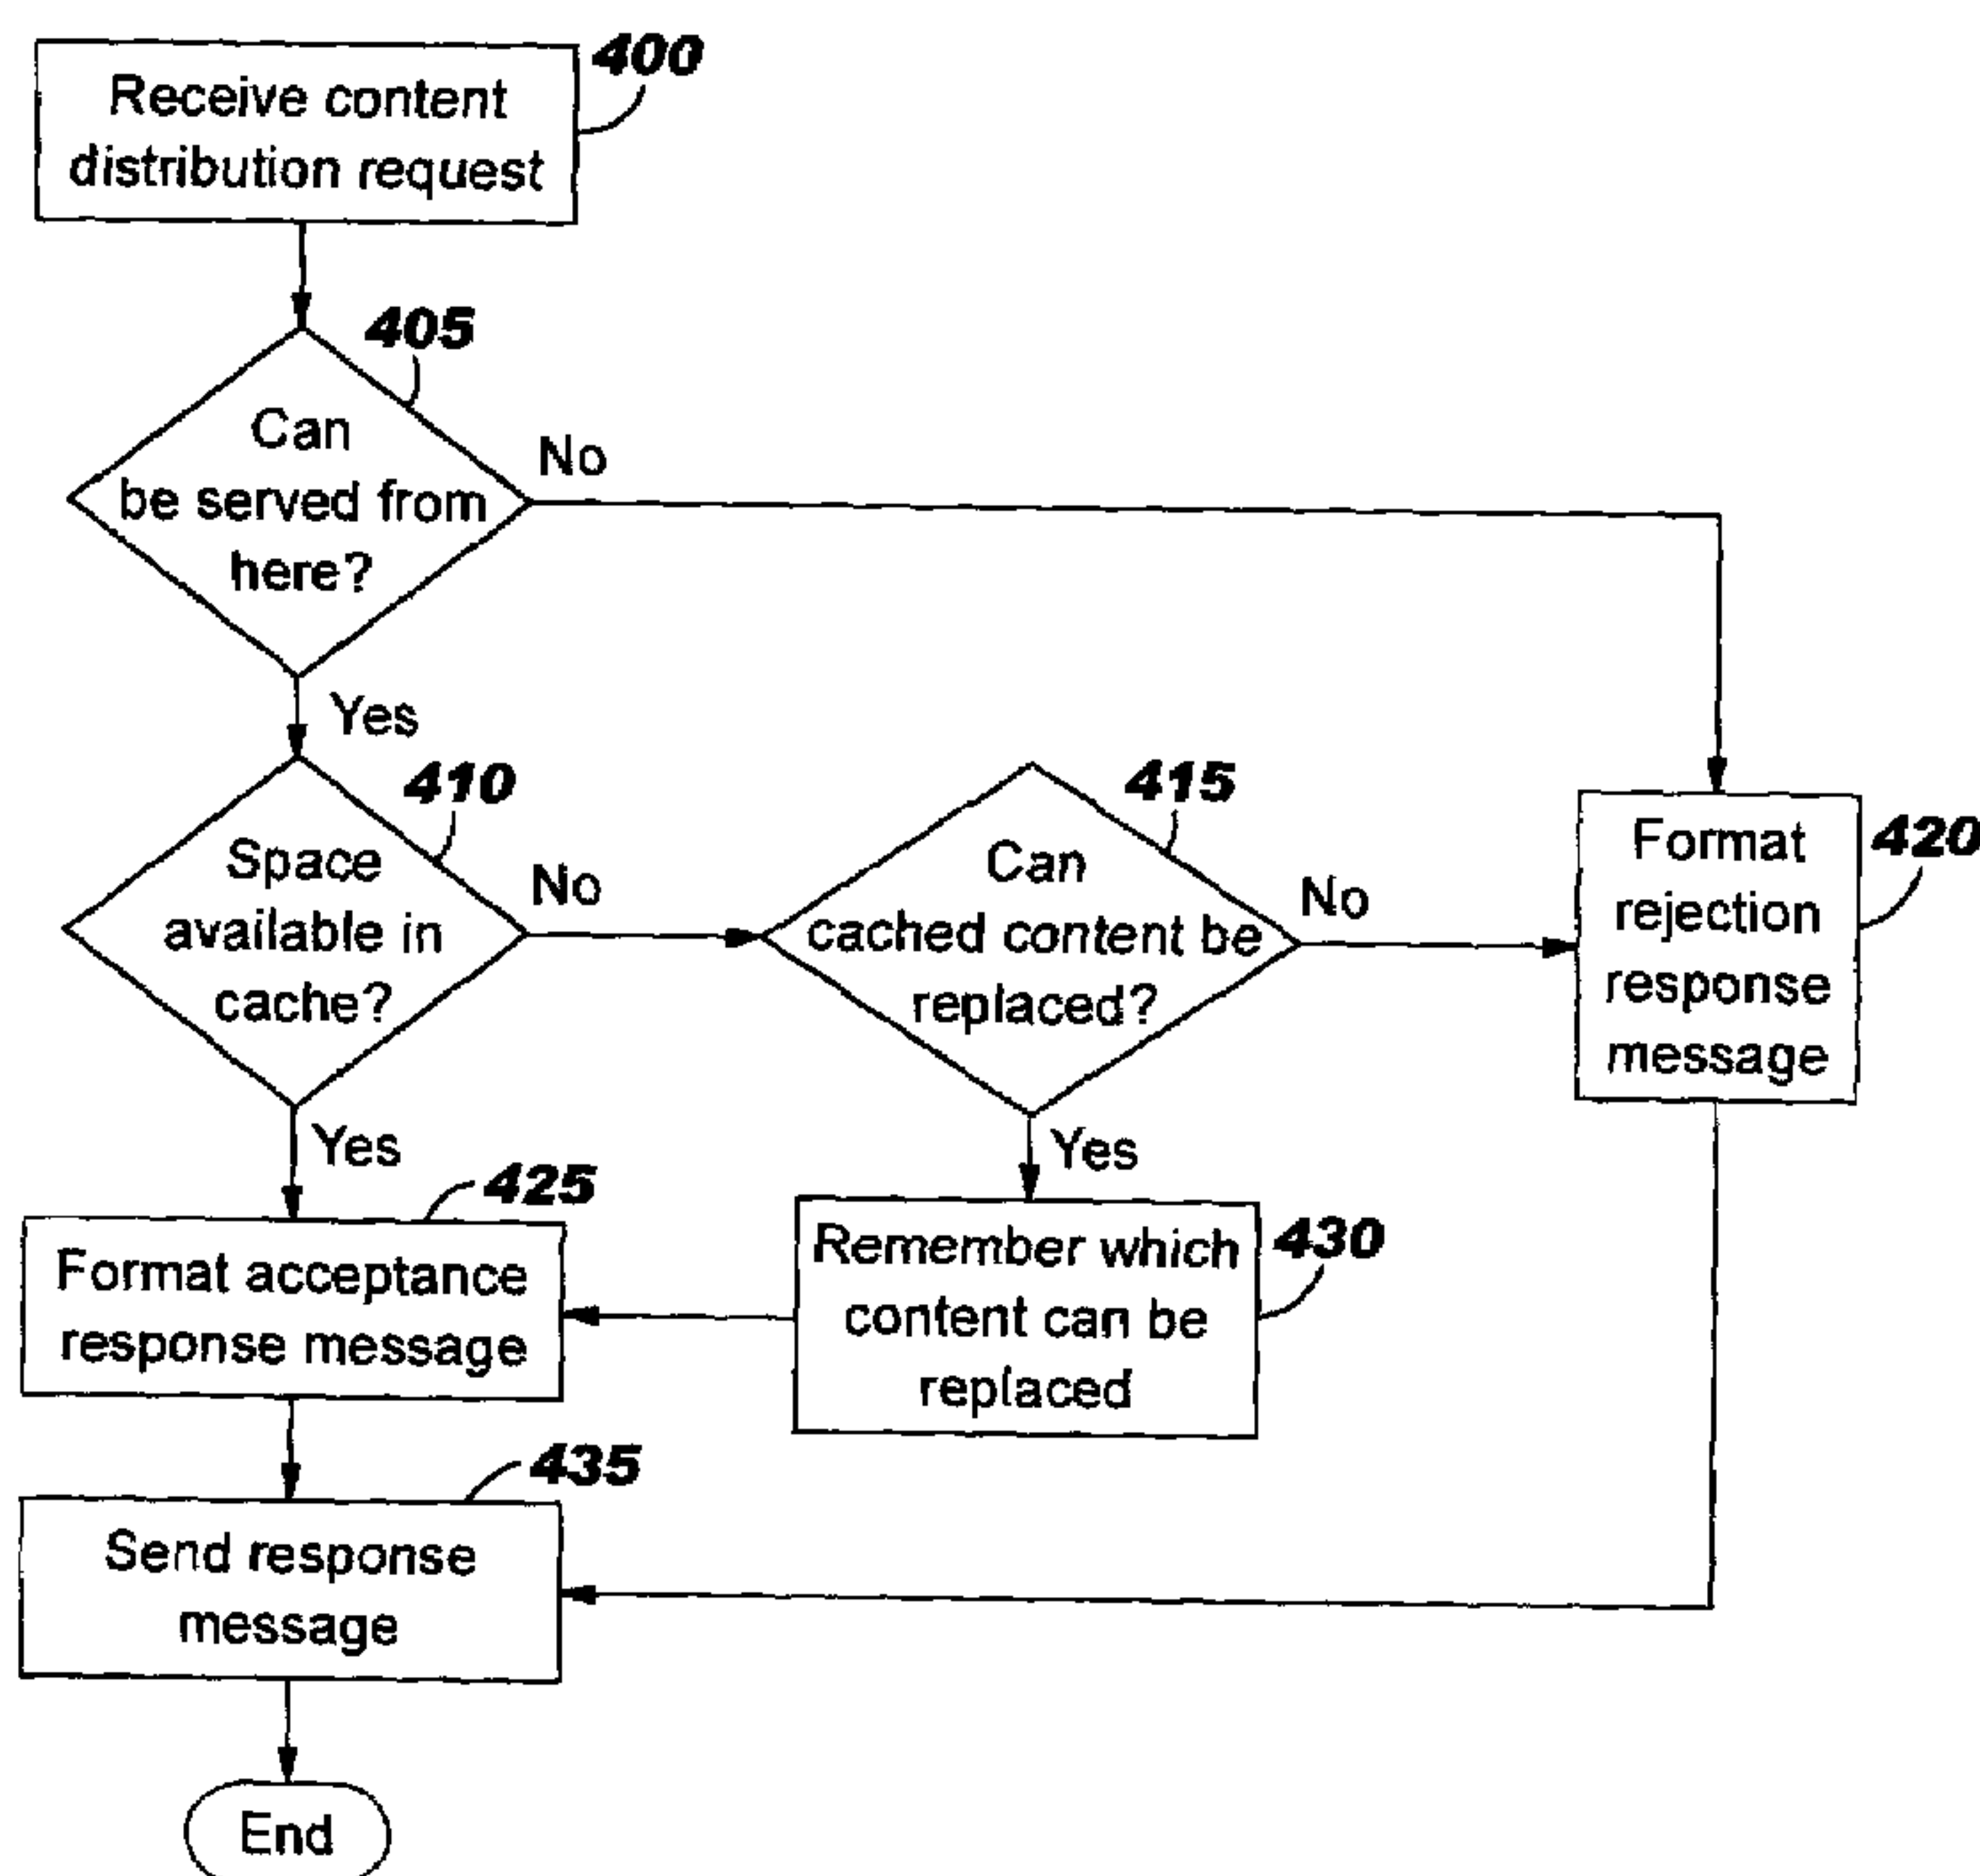 400
Receive content
distribution request
405
Can
be served from
here?
No
Yes
410
Space
available in
cache?
No
415
Can
cached content be
replaced?
No
420
Format
rejection
response
message
Yes
Yes
425
Format acceptance
response message
430
Remember which
content can be
replaced
435
Send response
message
End